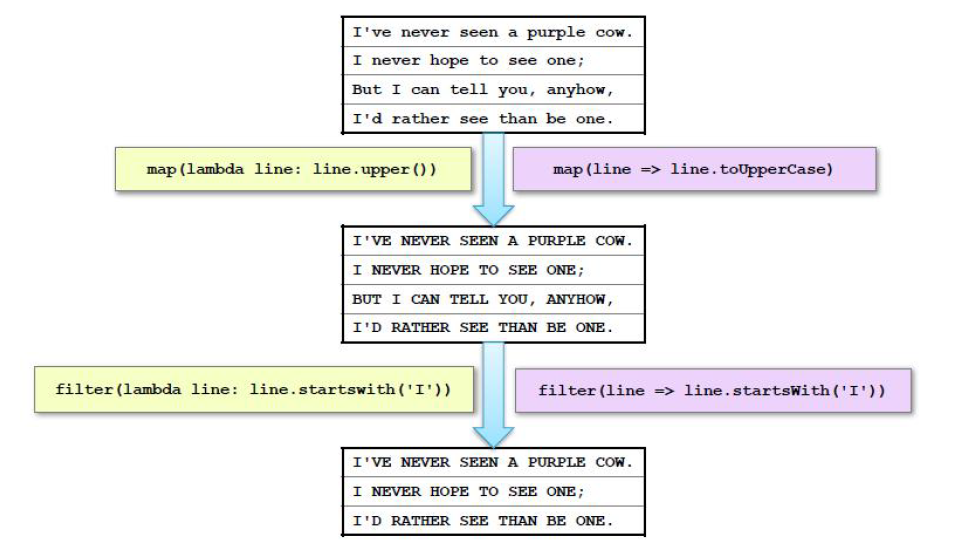 I've never seen a purple cow.
I never hope to see one;
But I can tell you, anyhow,
I'd rather see than be one.
map(lambda line: line.upper())
map(line => line.toUpperCase)
I'VE NEVER SEEN A PURPLE COW.
I NEVER HOPE TO SEE ONE;
BUT I CAN TELL YOU, ANYHOW,
I'D RATHER SEE THAN BE ONE.
filter(lambda line: line.startswith('I'))
filter(line => line.startsWith('I'))
I'VE NEVER SEEN A PURPLE COW.
I NEVER HOPE TO SEE ONE;
I'D RATHER SEE THAN BE ONE.